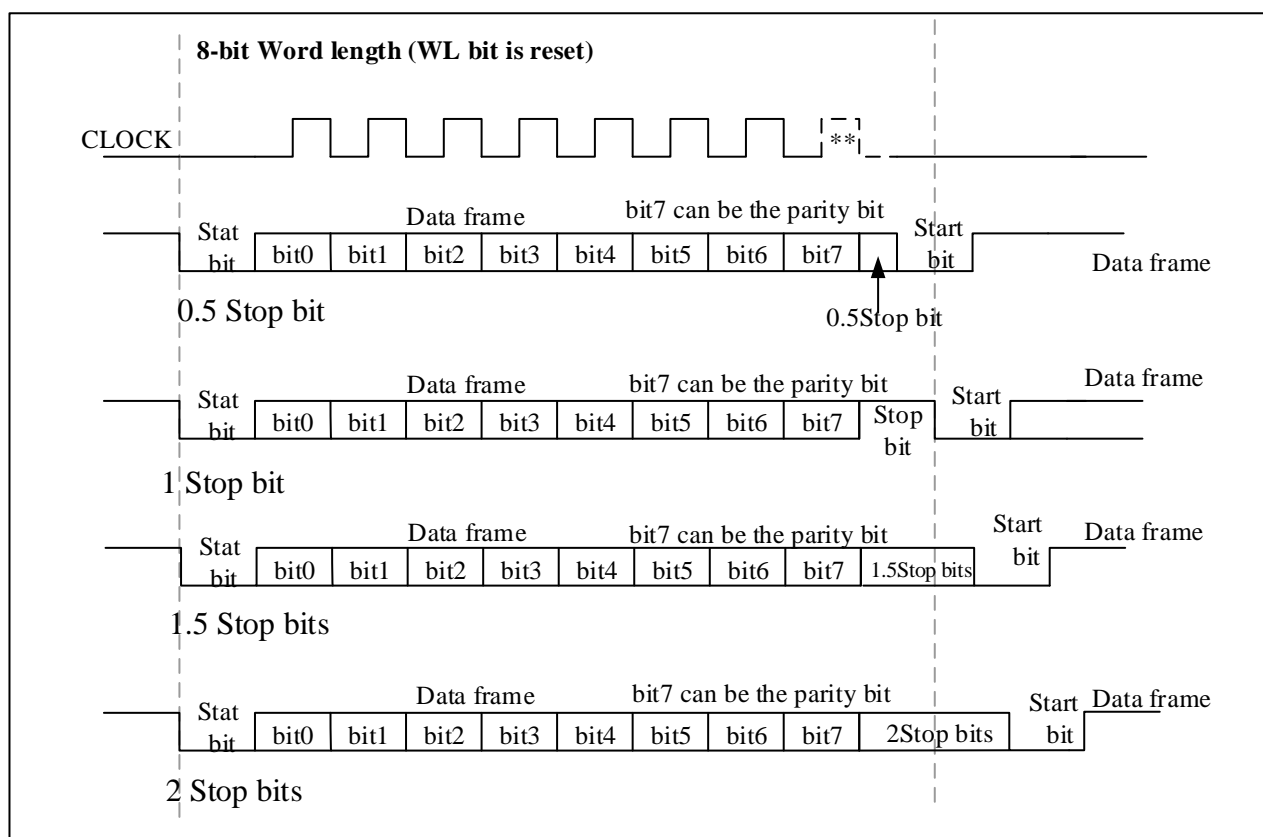 8-bit Word length (WL bit is reset)
CLOCK
**
Data frame
bit7 can be the parity bit
Stat
bit
bit0 bit1 bit2 bit3 bit4 bit5 bit6 bit7
Start
bit
Data frame
0.5 Stop bit
0.5Stop bit
Data frame
bit7 can be the parity bit
Data frame
Stat
bit
bit0 bit1 bit2 bit3 bit4 bit5 bit6 bit7
Stop
bit
Start
bit
1 Stop bit
Data frame
bit7 can be the parity bit
Start
bit
Data frame
Stat
bit
bit0 bit1 bit2 bit3 bit4 bit5 bit6 bit7
1.5Stop bits
1.5 Stop bits
Data frame
bit7 can be the parity bit
Start
bit
Data frame
Stat
bit
bit0 bit1 bit2 bit3 bit4 bit5 bit6 bit7
2Stop bits
2 Stop bits